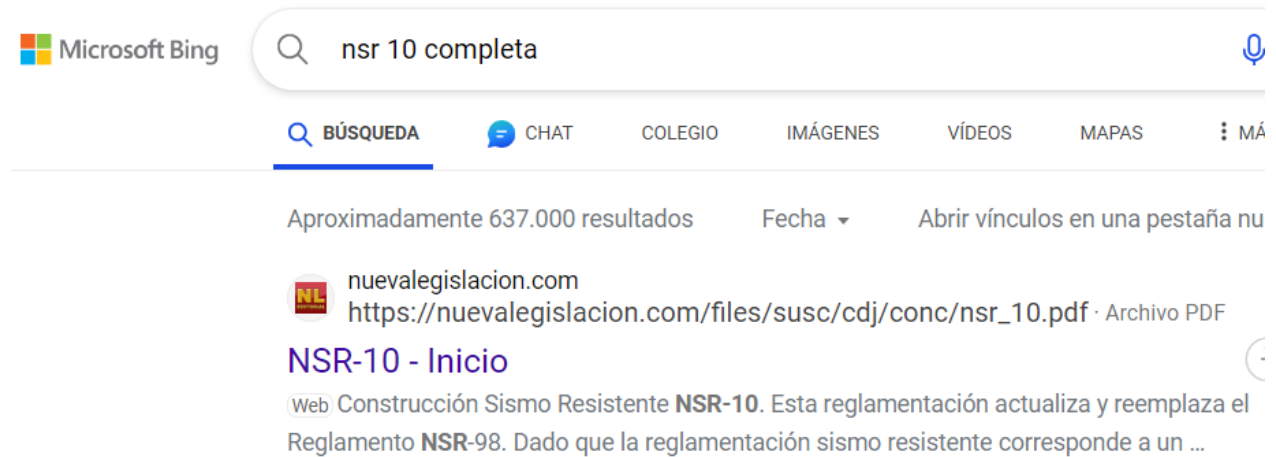 Microsoft Bing
nsr 10 completa
BÚSQUEDA CHAT COLEGIO IMÁGENES VÍDEOS MAPAS MÁ
Aproximadamente 637.000 resultados Fecha Abrir vínculos en una pestaña nu
NL
nuevalegislacion.com
https://nuevalegislacion.com/files/susc/cdj/conc/nsr_10.pdf · Archivo PDF
NSR-10 - Inicio
Web Construcción Sismo Resistente NSR-10. Esta reglamentación actualiza y reemplaza el
Reglamento NSR-98. Dado que la reglamentación sismo resistente corresponde a un ...